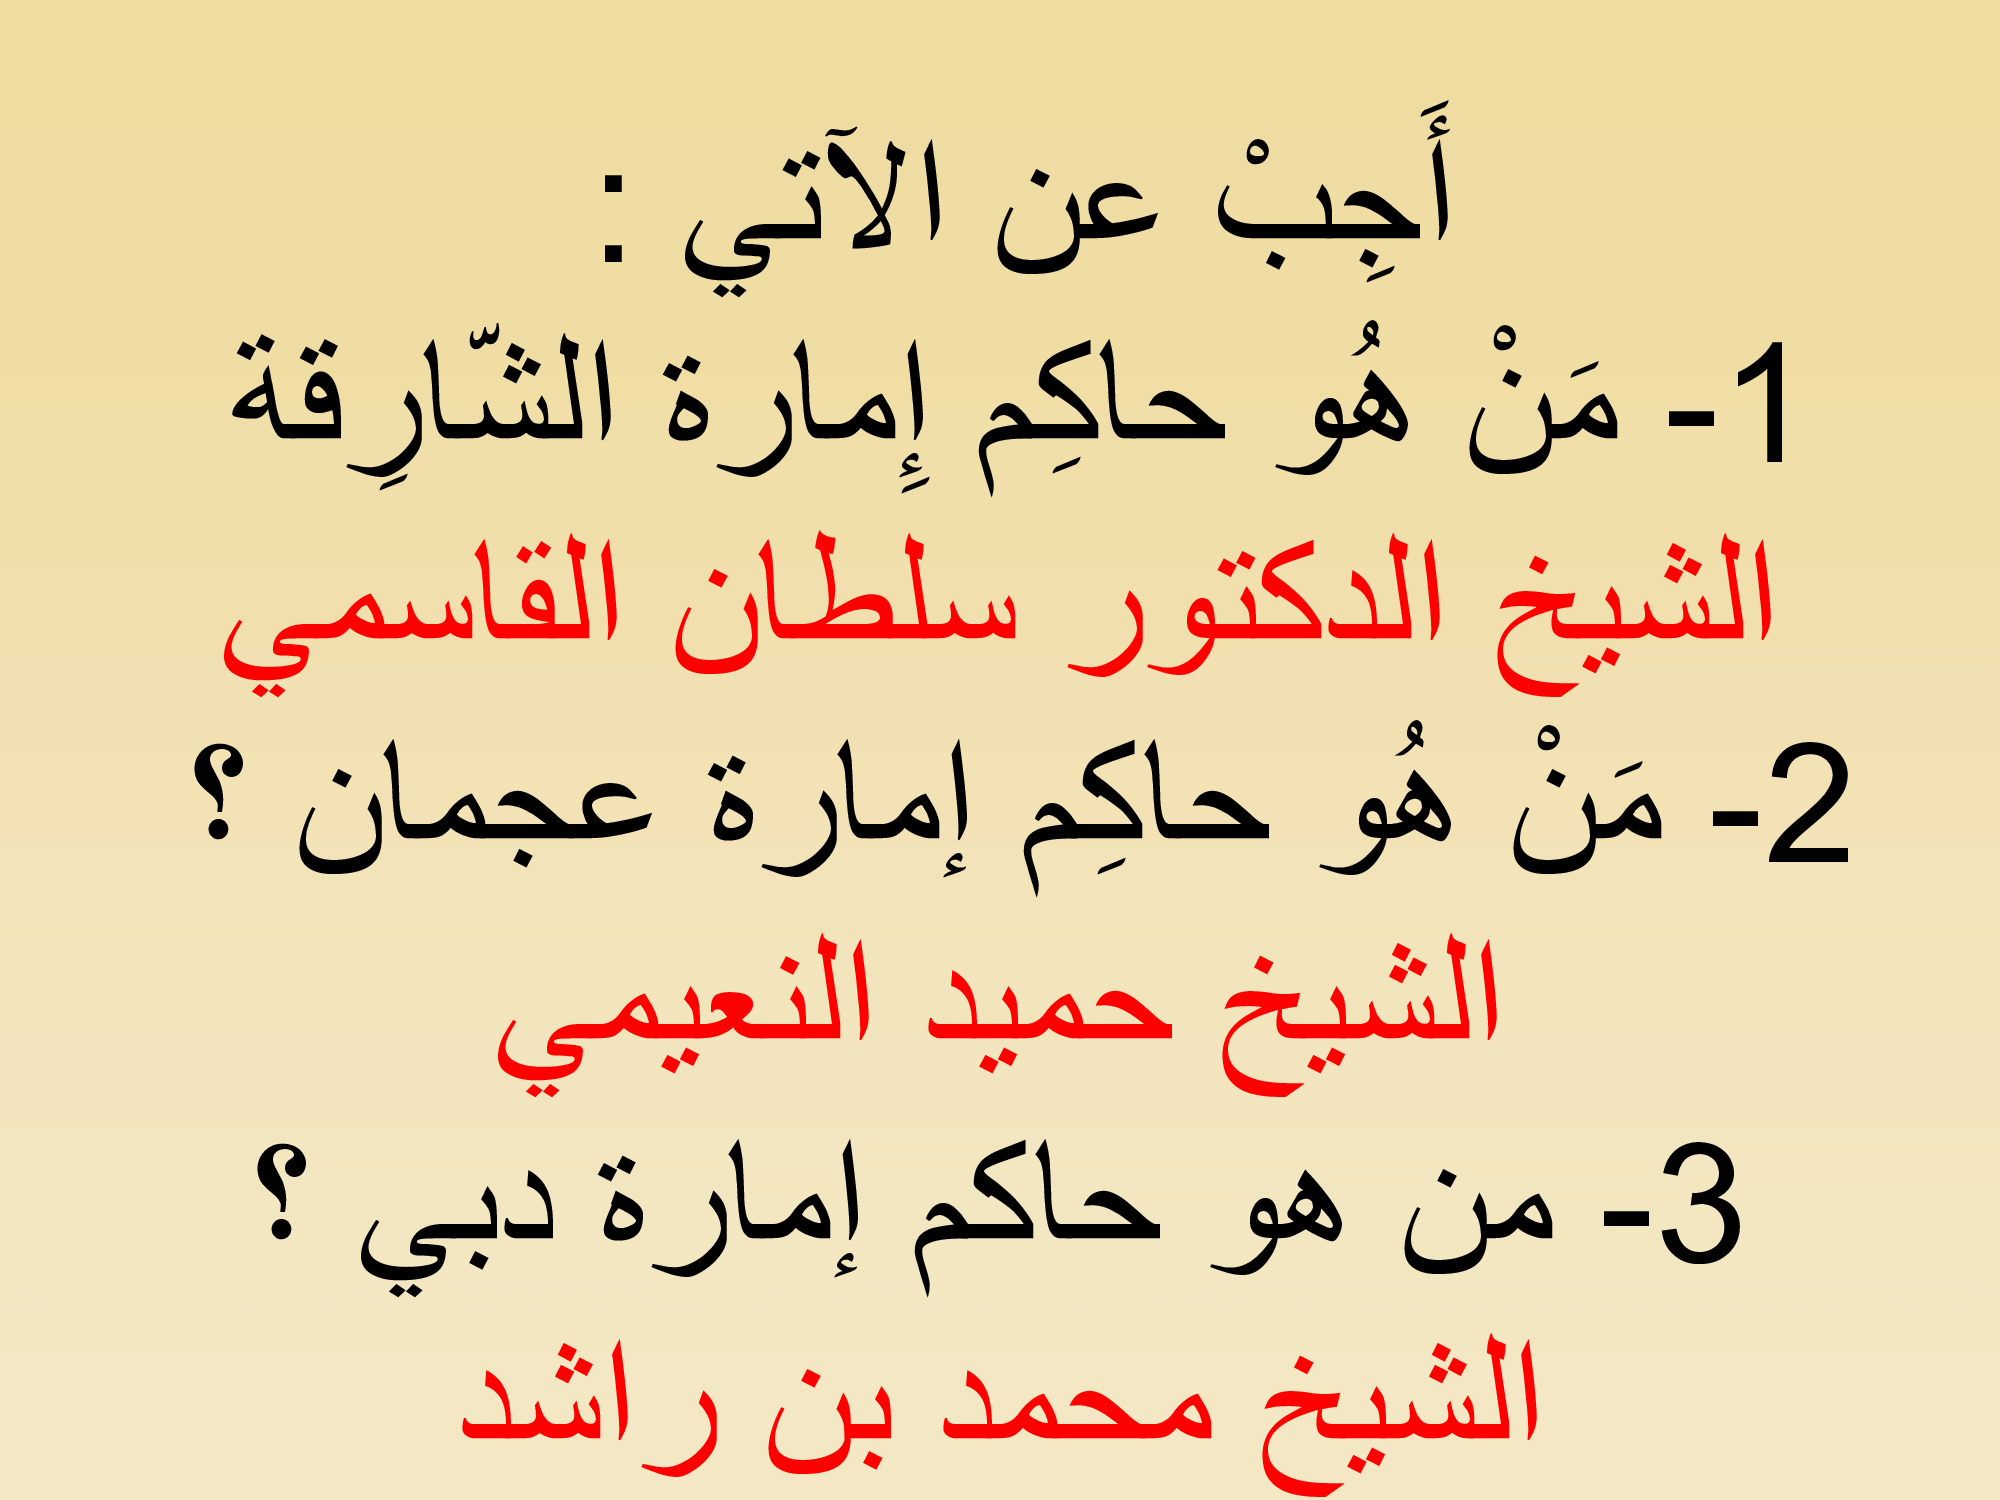 أَجِبْ عن الآتي :
1- مَنْ هُو حاكِم إِمارة الشّارِقة
الشيخ الدكتور سلطان القاسمي
2- مَنْ هُو حاكِم إمارة عجمان ؟
الشيخ حميد النعيمي
3- من هو حاكم إمارة دبي ؟
الشيخ محمد بن راشد